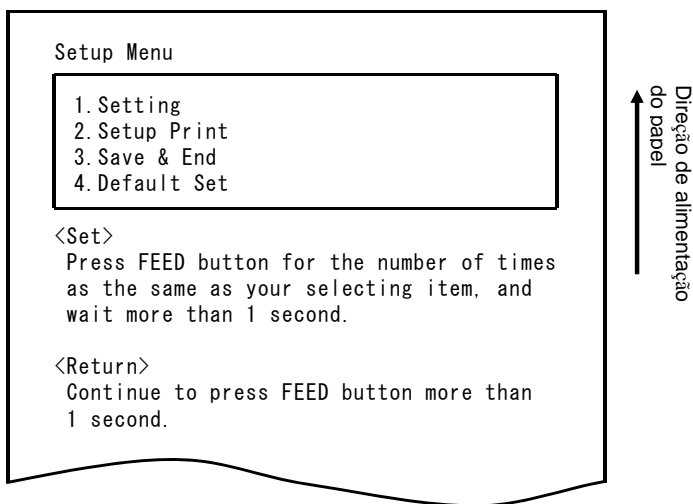 Setup Menu
1.Setting
2.Setup Print
3.Save & End
4.Default Set
<Set>
Press FEED button for the number of times
as the same as your selecting item, and
wait more than 1 second.
<Return>
Continue to press FEED button more than
1 second.
Direção de alimentação
do papel